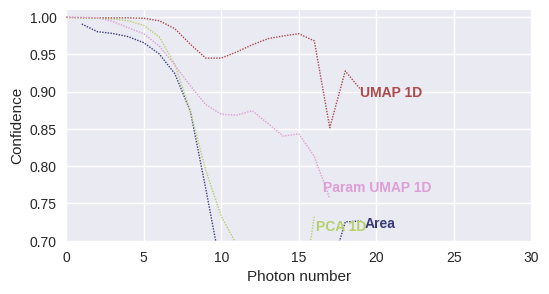 1.00
0.95
0.90
0.85
0.80
0.75
0.70
Confidence
UMAP 1D
Param UMAP 1D
PCA 1D
Area
0 5 10 15 20 25 30
Photon number